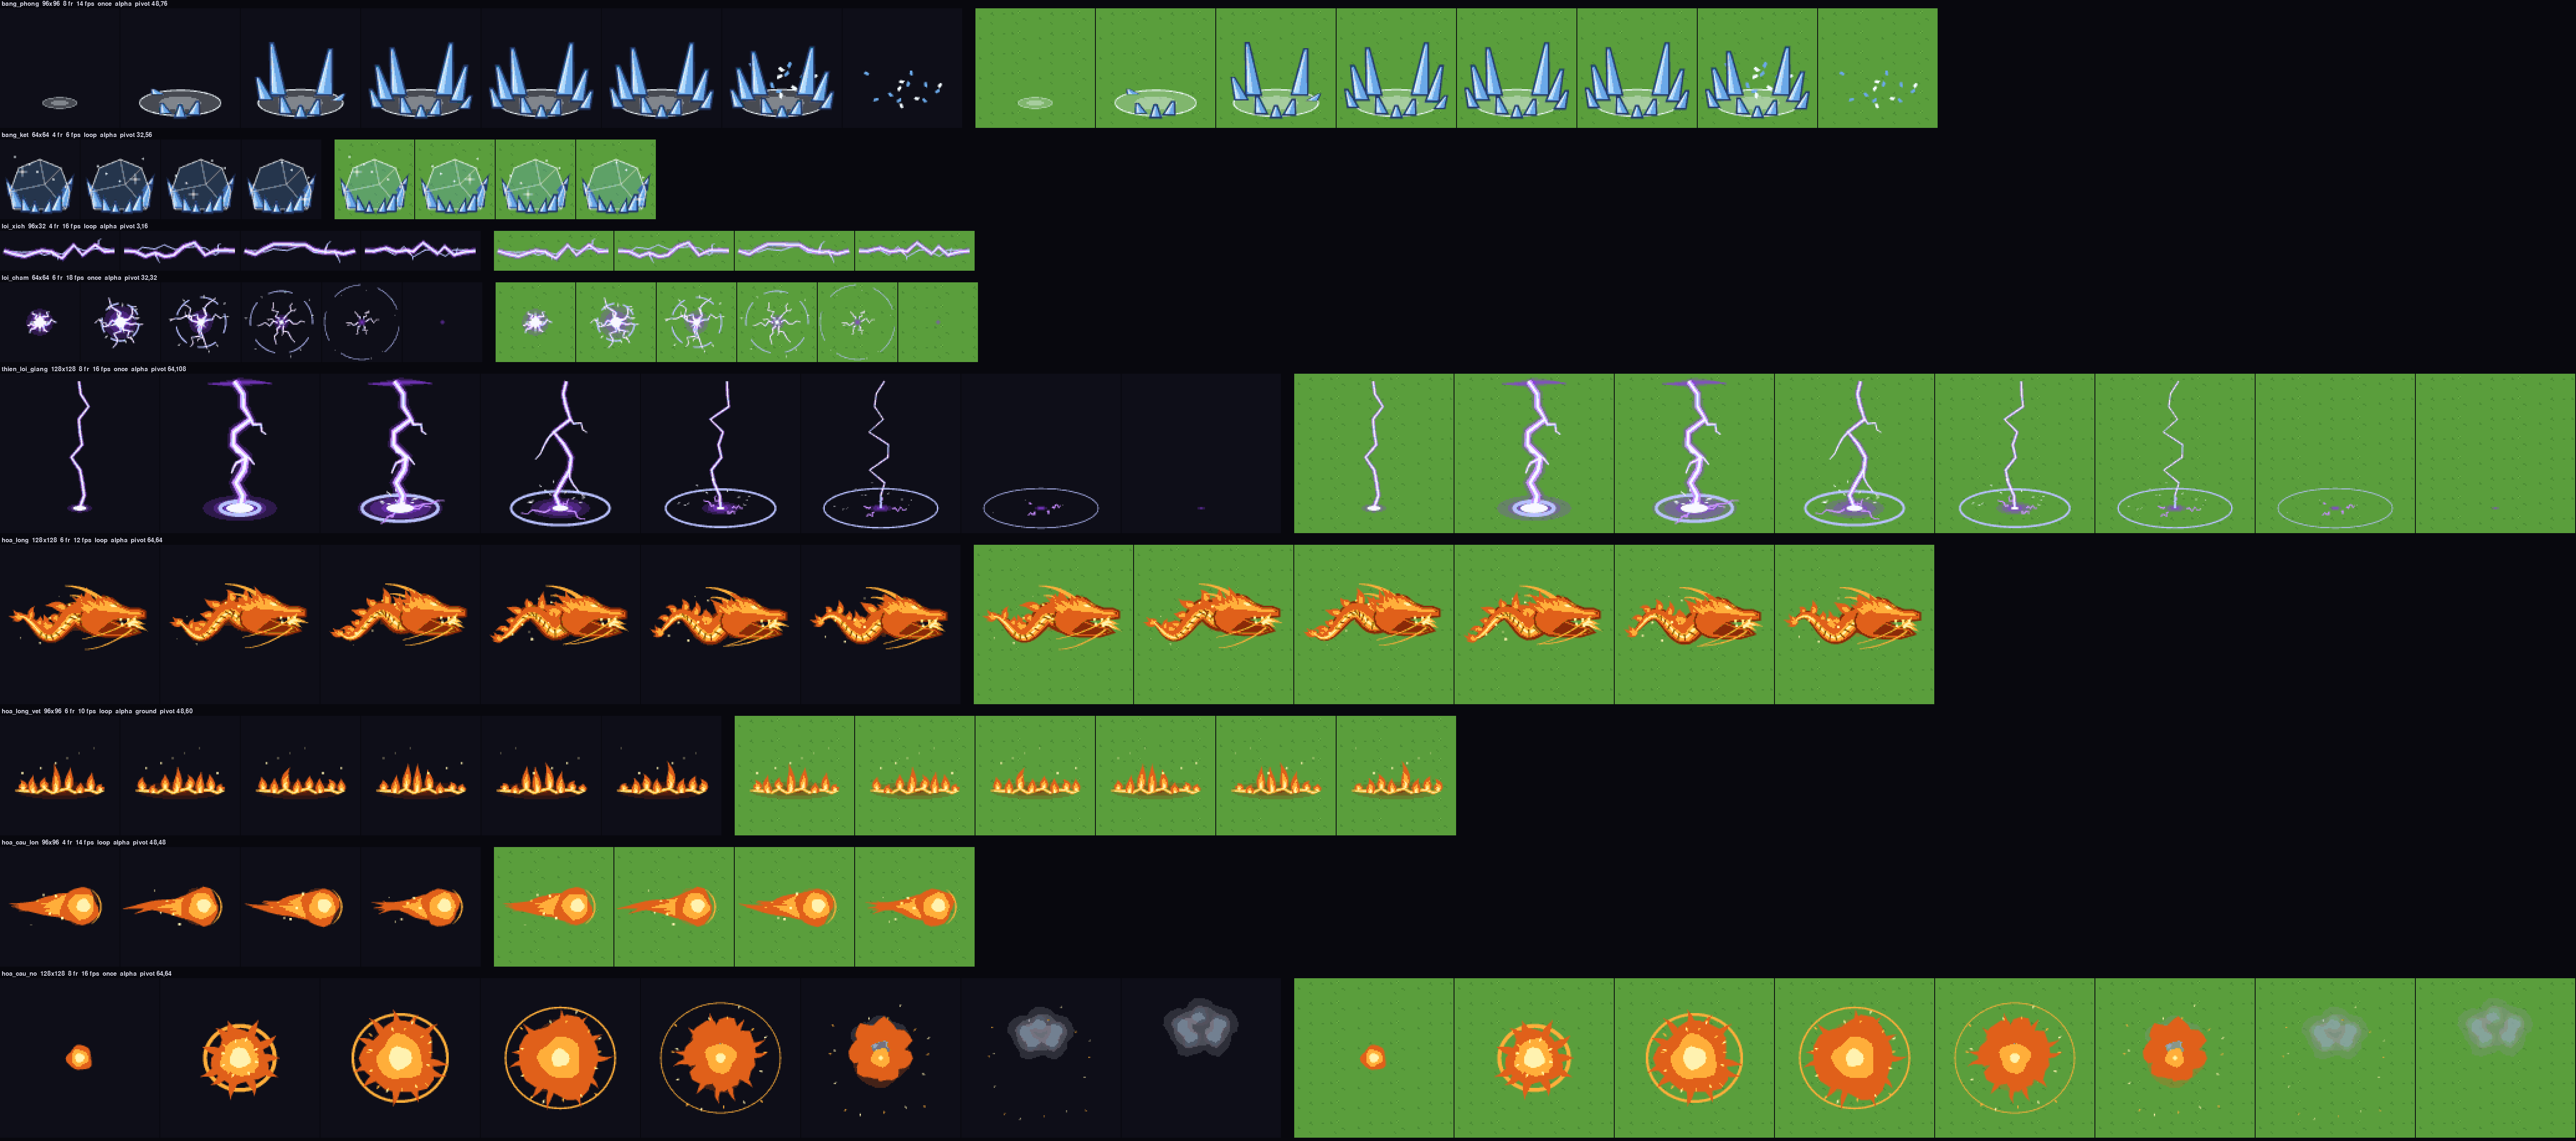 bang_phong 96x96 8 fr 14 fps once alpha pivot 48,76
bang_ket 64x64 4 fr 6 fps loop alpha pivot 32,56
loi_xich 96x32 4 fr 16 fps loop alpha pivot 3,16
loi_cham 64x64 6 fr 18 fps once alpha pivot 32,32
thien_loi_giang 128x128 8 fr 16 fps once alpha pivot 64,108
hoa_long 128x128 6 fr 12 fps loop alpha pivot 64,64
hoa_long_vet 96x96 6 fr 10 fps loop alpha ground pivot 48,60
hoa_cau_lon 96x96 4 fr 14 fps loop alpha pivot 48,48
hoa_cau_no 128x128 8 fr 16 fps once alpha pivot 64,64